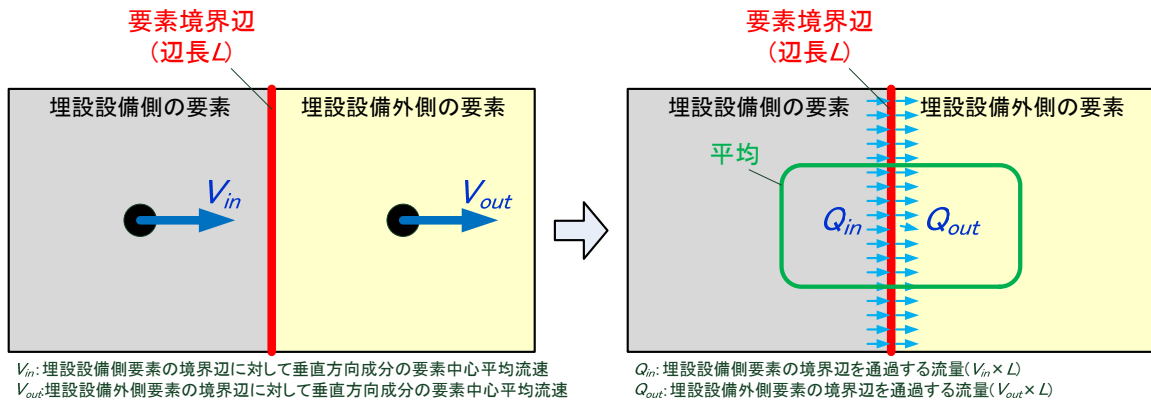 要素境界辺
(辺長L)
埋設設備側の要素
埋設設備外側の要素
Vin
Vout
Vin:埋設設備側要素の境界辺に対して垂直方向成分の要素中心平均流速
Vout:埋設設備外側要素の境界辺に対して垂直方向成分の要素中心平均流速
要素境界辺
(辺長L)
埋設設備側の要素
埋設設備外側の要素
平均
Qin
Qout
Qin:埋設設備側要素の境界辺を通過する流量(Vin×L)
Qout:埋設設備外側要素の境界辺を通過する流量(Vout×L)